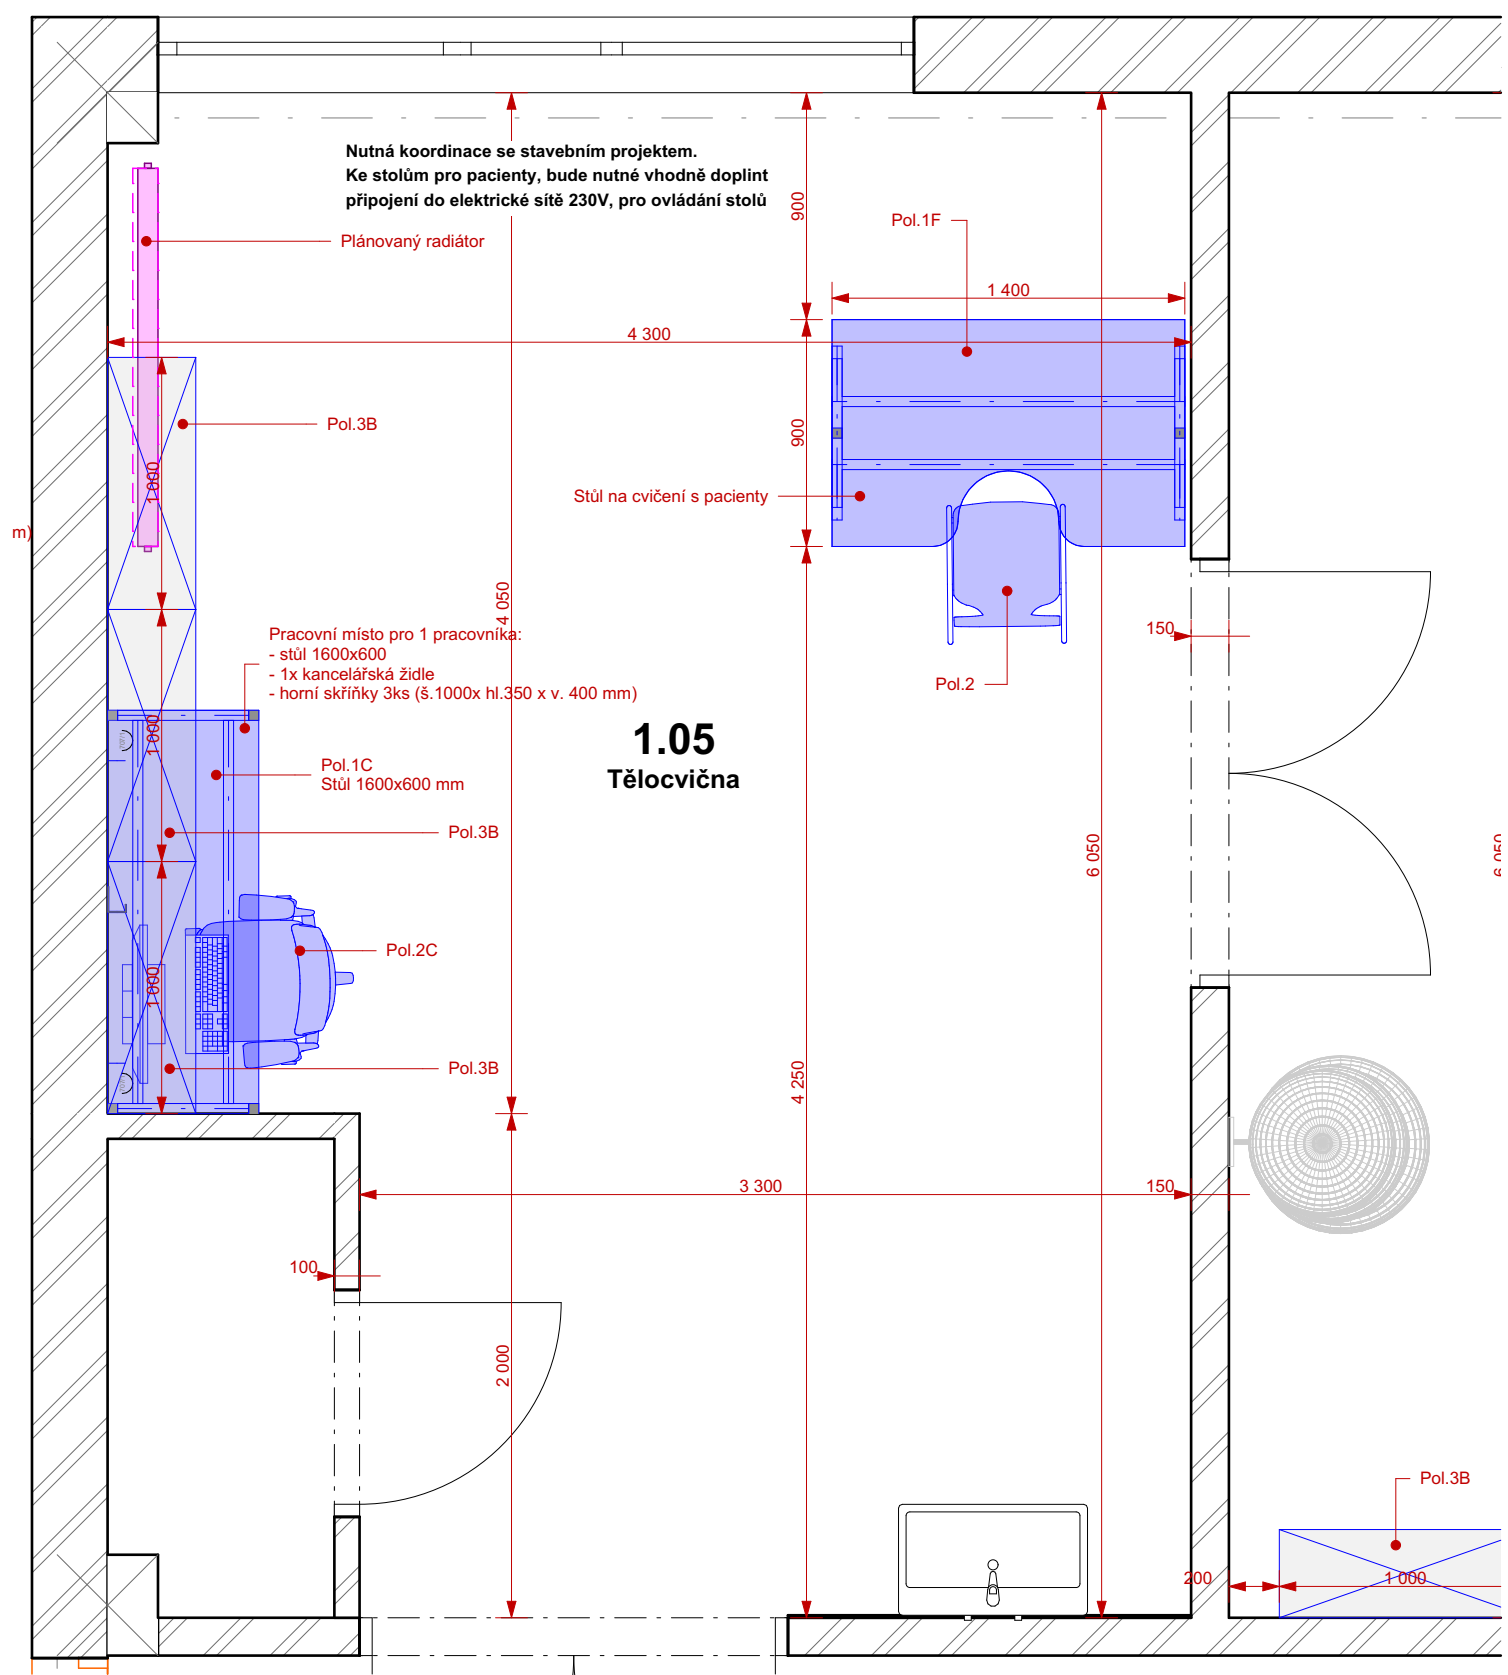 Nutná koordinace se stavebním projektem.
Ke stolům pro pacienty, bude nutné vhodně doplint
připojení do elektrické sítě 230V, pro ovládání stolů
Plánovaný radiátor
900
Pol.1F
1 400
4 300
Pol.3B
900
1 000
Stůl na cvičení s pacienty
m)
4 050
Pracovní místo pro 1 pracovníka:
- stůl 1600x600
- 1x kancelářská židle
- horní skříňky 3ks (š.1000x hl.350 x v. 400 mm)
150
Pol.2
1.05
Tělocvična
1 000
Pol.1C
Stůl 1600x600 mm
Pol.3B
6 050
6 050
Pol.2C
1 000
Pol.3B
4 250
3 300
150
100
2 000
Pol.3B
200
1 000